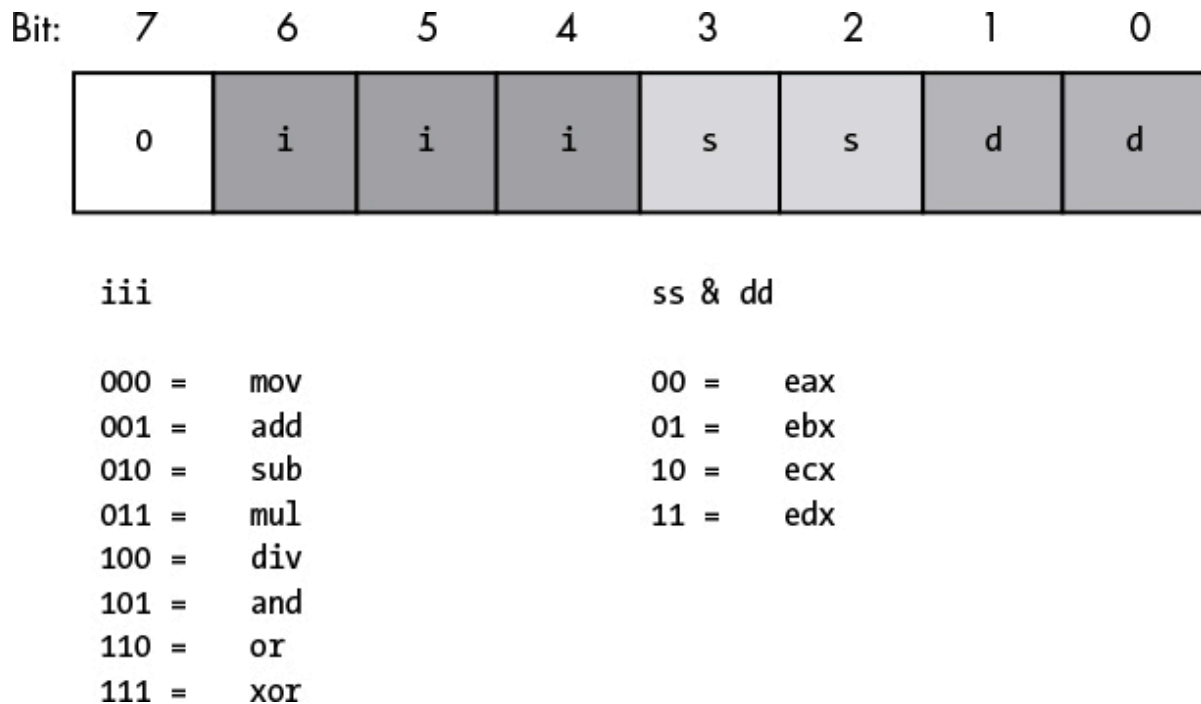 Bit: 7 6 5 4 3 2 1 0
0 i i i s s d d
iii ss & dd
000 = mov 00 = eax
001 = add 01 = ebx
010 = sub 10 = ecx
011 = mul 11 = edx
100 = div
101 = and
110 = or
111 = xor